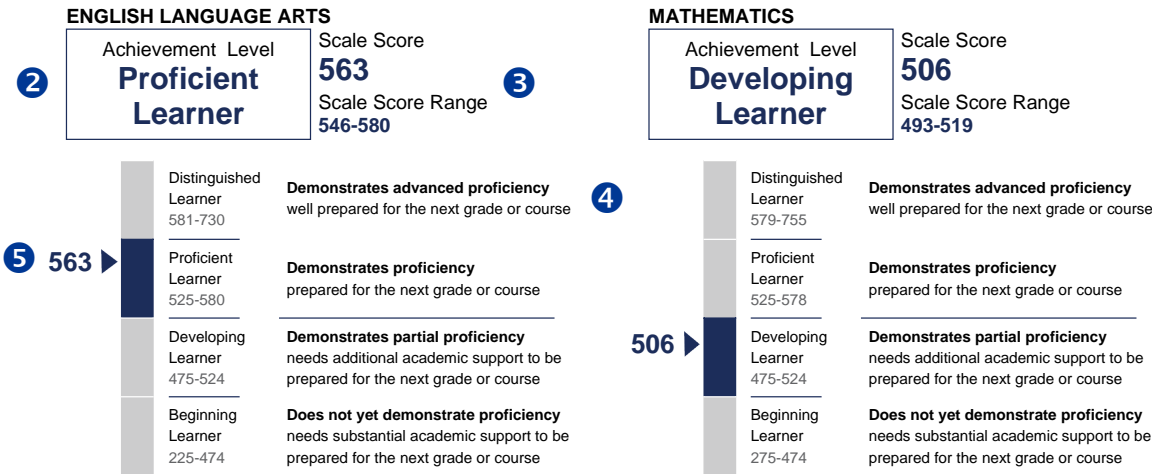 ENGLISH LANGUAGE ARTS
2
Achievement Level
Proficient
Learner
Scale Score
563
Scale Score Range
546-580
3
Distinguished
Learner
581-730
Demonstrates advanced proficiency
well prepared for the next grade or course
4
5
563
Proficient
Learner
525-580
Demonstrates proficiency
prepared for the next grade or course
Developing
Learner
475-524
Demonstrates partial proficiency
needs additional academic support to be
prepared for the next grade or course
Beginning
Learner
225-474
Does not yet demonstrate proficiency
needs substantial academic support to be
prepared for the next grade or course
MATHEMATICS
Achievement Level
Developing
Learner
Scale Score
506
Scale Score Range
493-519
Distinguished
Learner
579-755
Demonstrates advanced proficiency
well prepared for the next grade or course
Proficient
Learner
525-578
Demonstrates proficiency
prepared for the next grade or course
506
Developing
Learner
475-524
Demonstrates partial proficiency
needs additional academic support to be
prepared for the next grade or course
Beginning
Learner
275-474
Does not yet demonstrate proficiency
needs substantial academic support to be
prepared for the next grade or course